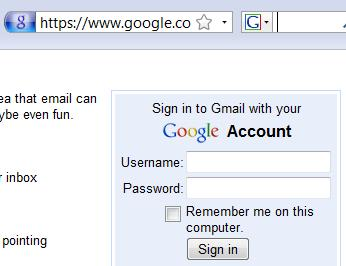 g https://www.google.co
G
ea that email can
ybe even fun.
r inbox
pointing
Sign in to Gmail with your
Google Account
Username:
Password:
Remember me on this
computer.
Sign in